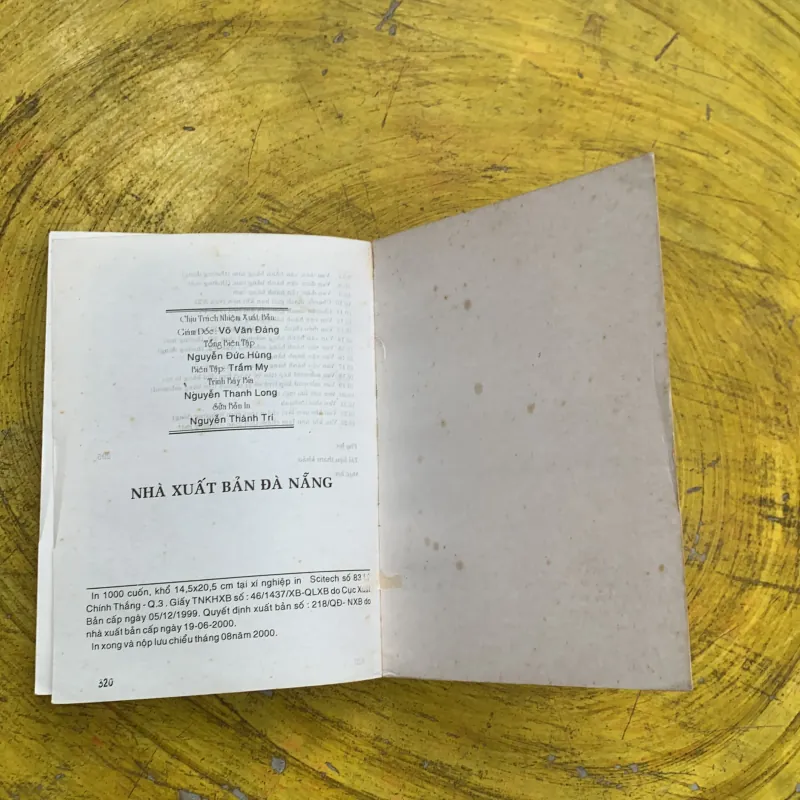 Chịu Trách Nhiệm Xuất Bản
Giám Đốc: Võ Văn Đáng
Tổng Biên Tập
Nguyễn Đức Hùng
Biên Tập: Trầm My
Trình Bày Bìa
Nguyễn Thanh Long
Sửa Bản In
Nguyễn Thành Trí
NHÀ XUẤT BẢN ĐÀ NẴNG
In 1000 cuốn, khổ 14,5x20,5 cm tại xí nghiệp in Scitech số
Chính Thắng - Q.3. Giấy TNKHXB số : 46/1437/XB-QLXB do Cục Xuất
Bản cấp ngày 05/12/1999. Quyết định xuất bản số : 218/QĐ- NXB do
nhà xuất bản cấp ngày 19-06-2000.
In xong và nộp lưu chiểu tháng 08năm 2000.
320